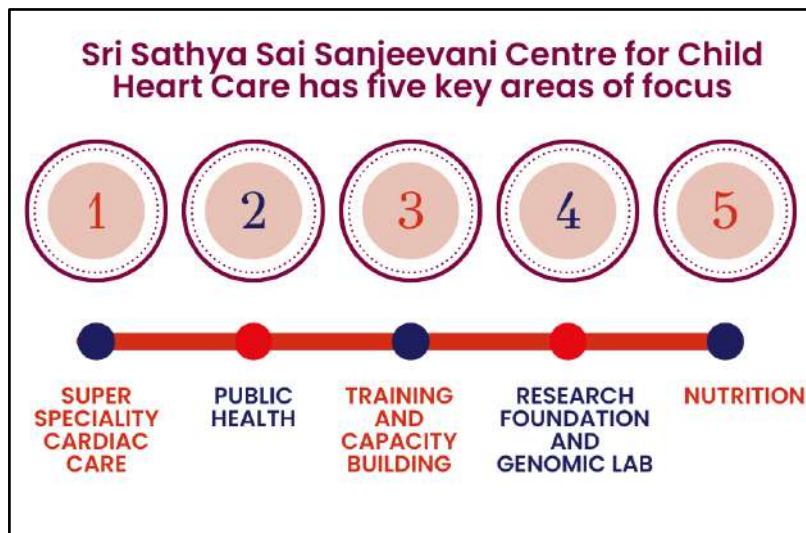 Sri Sathya Sai Sanjeevani Centre for Child
Heart Care has five key areas of focus
1
2
3
4
5
SUPER
SPECIALITY
CARDIAC
CARE
PUBLIC
HEALTH
TRAINING
AND
CAPACITY
BUILDING
RESEARCH
FOUNDATION
AND
GENOMIC LAB
NUTRITION